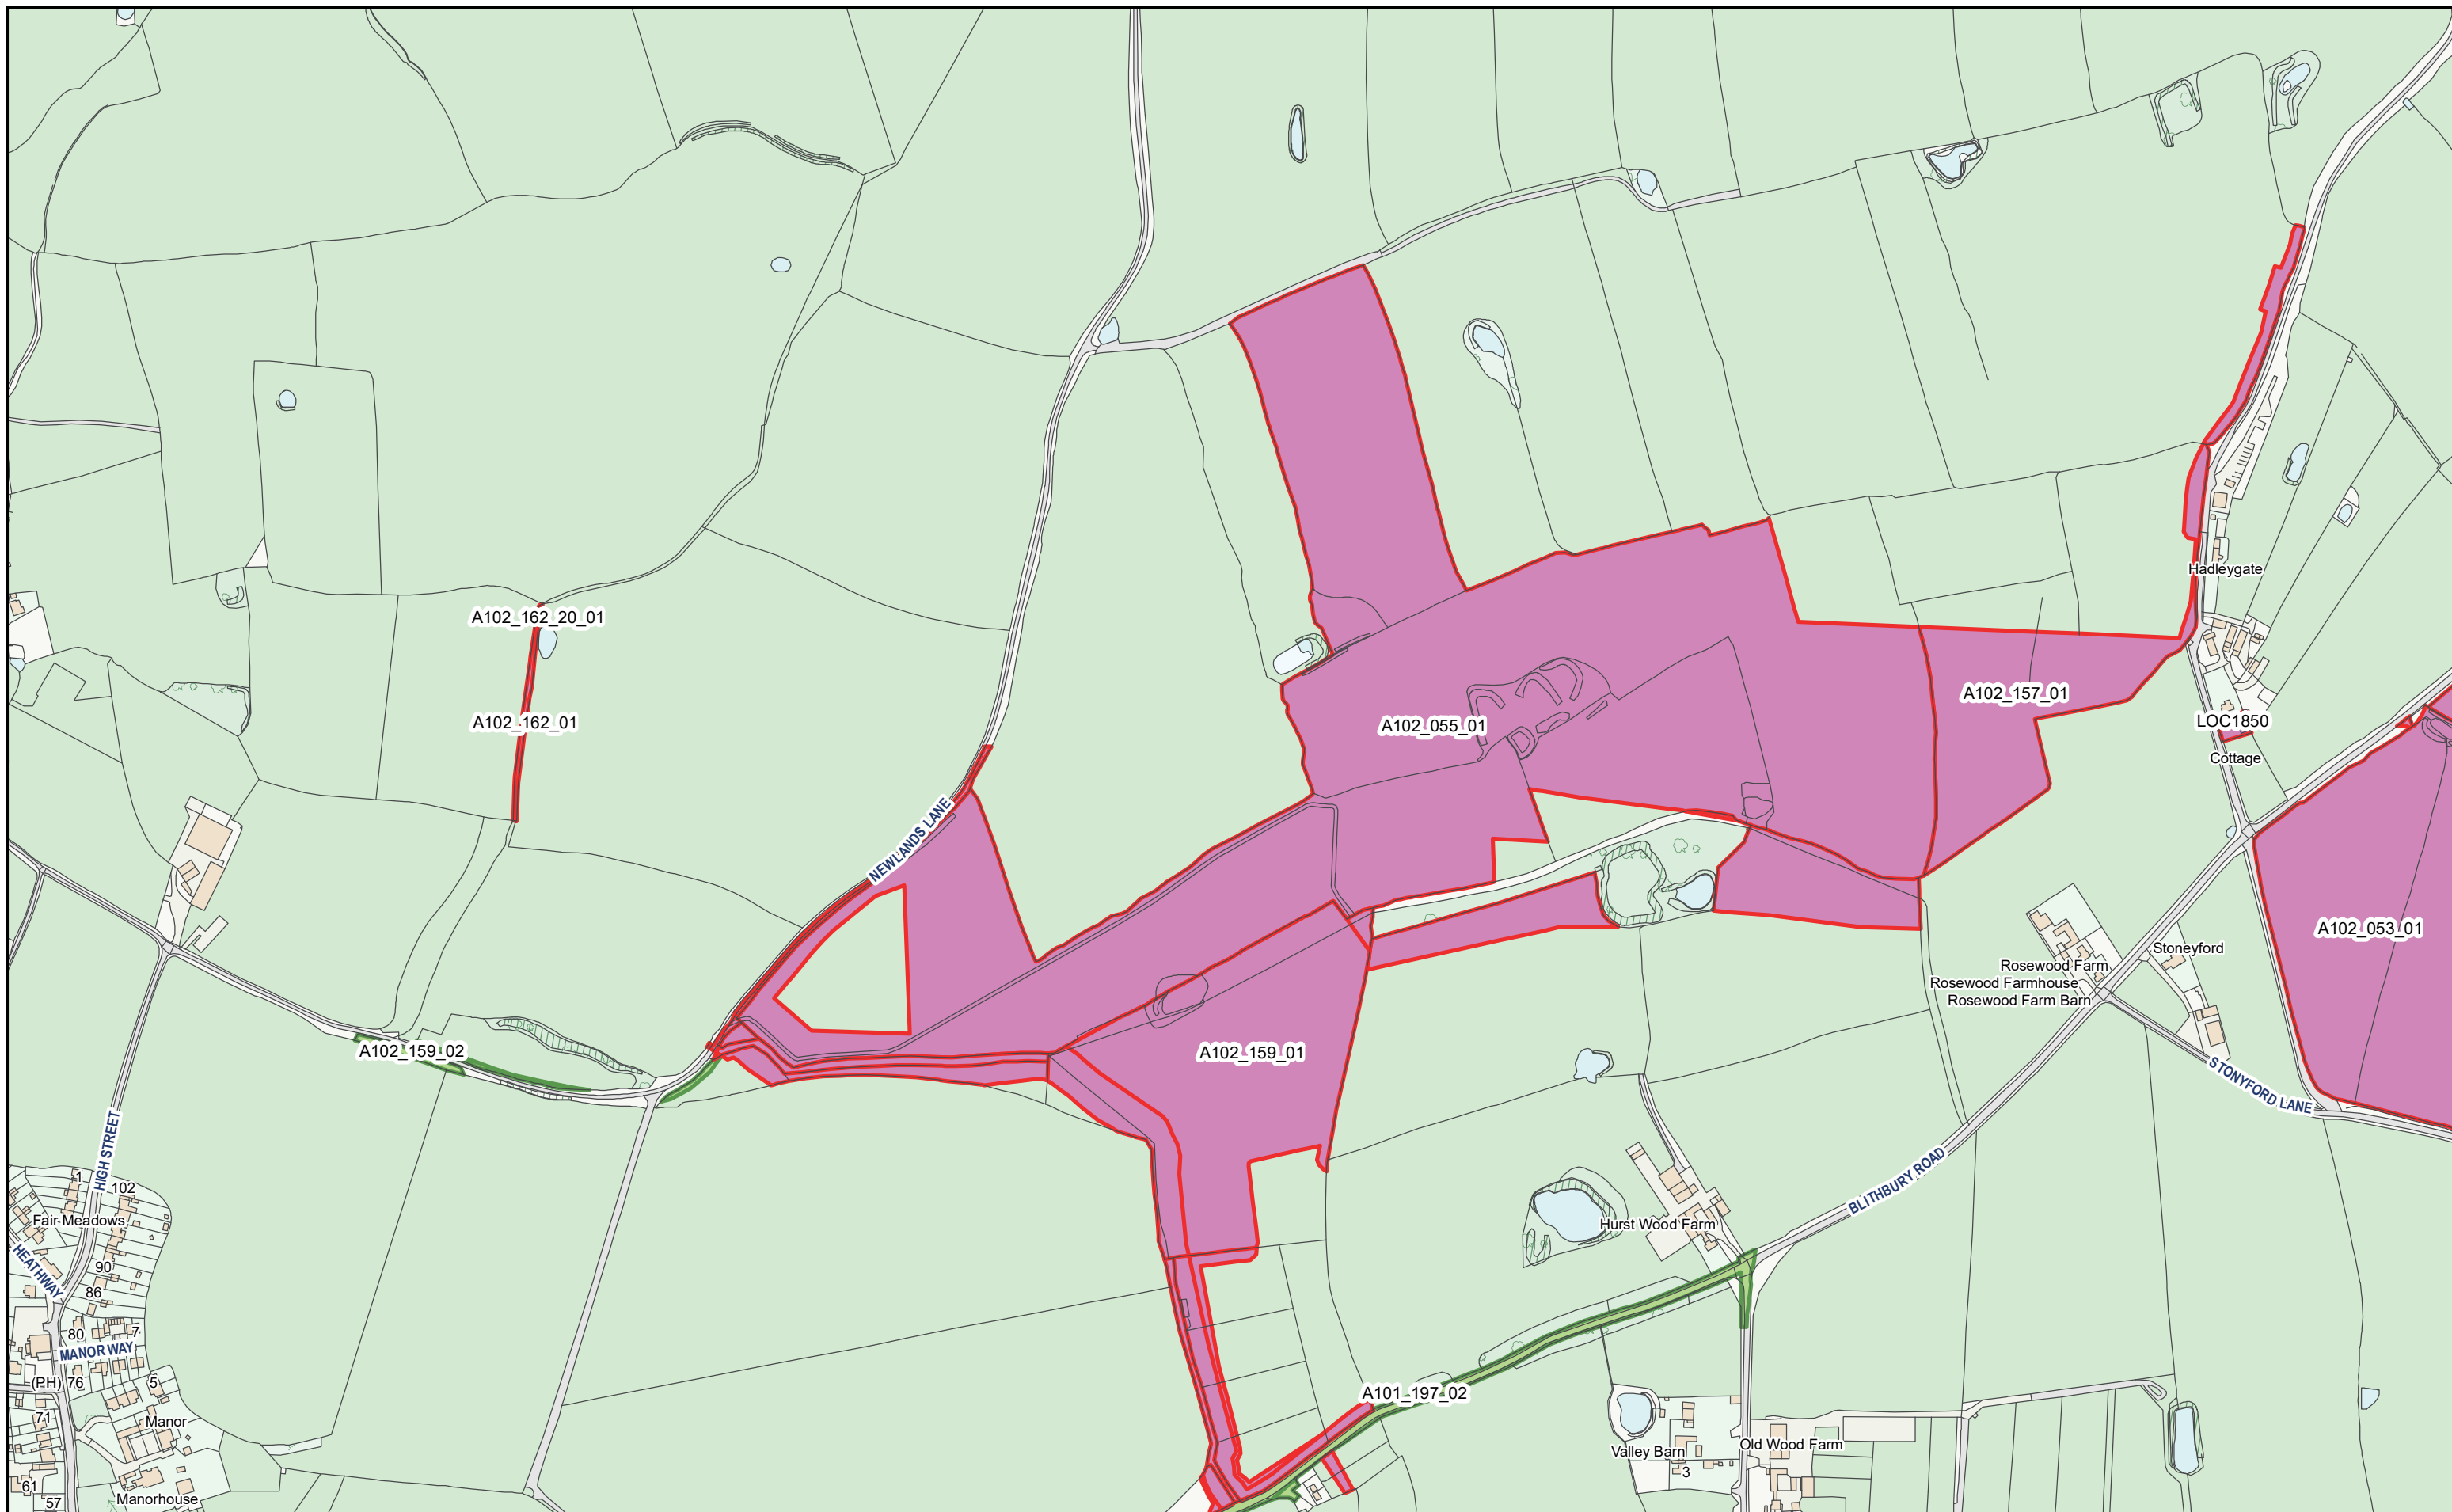 Hadleygate
A102_162_20_01
A102_157_01
A102_162_01
A102_055_01
LOC1850
Cottage
NEWLANDS LANE
A102_053_01
Stoneyford
Rosewood Farm
Rosewood Farmhouse
Rosewood Farm Barn
A102_159_02
A102_159_01
STONYFORD LANE
HIGH STREET
1
102
BLITHBURY ROAD
Fair Meadows
Hurst Wood Farm
HEATHWAY
90
86
80
7
MANOR WAY
(PH)
76
5
A101_197_02
71
Manor
Valley Barn
Old Wood Farm
3
61
57
Manorhouse